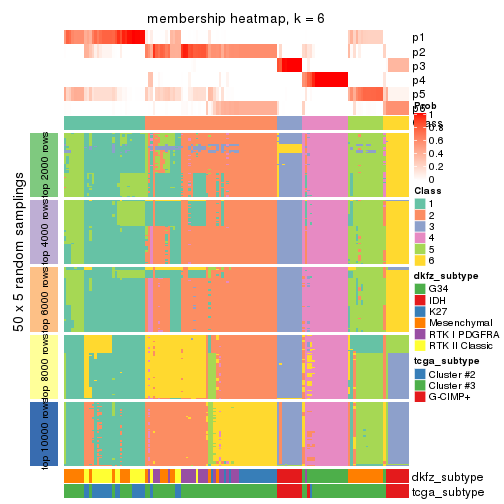 membership heatmap, k = 6
p1
p2
p3
p4
p5
p6
Class
50 x 5 random samplings
top 2000 rows
top 4000 rows
top 6000 rows
top 8000 rows
top 10000 rows
Prob
1
0.8
0.6
0.4
0.2
0
Class
1
2
3
4
5
6
dkfz_subtype
G34
IDH
K27
Mesenchymal
RTK I PDGFRA
RTK II Classic
tcga_subtype
Cluster #2
Cluster #3
G-CIMP+
dkfz_subtype
tcga_subtype